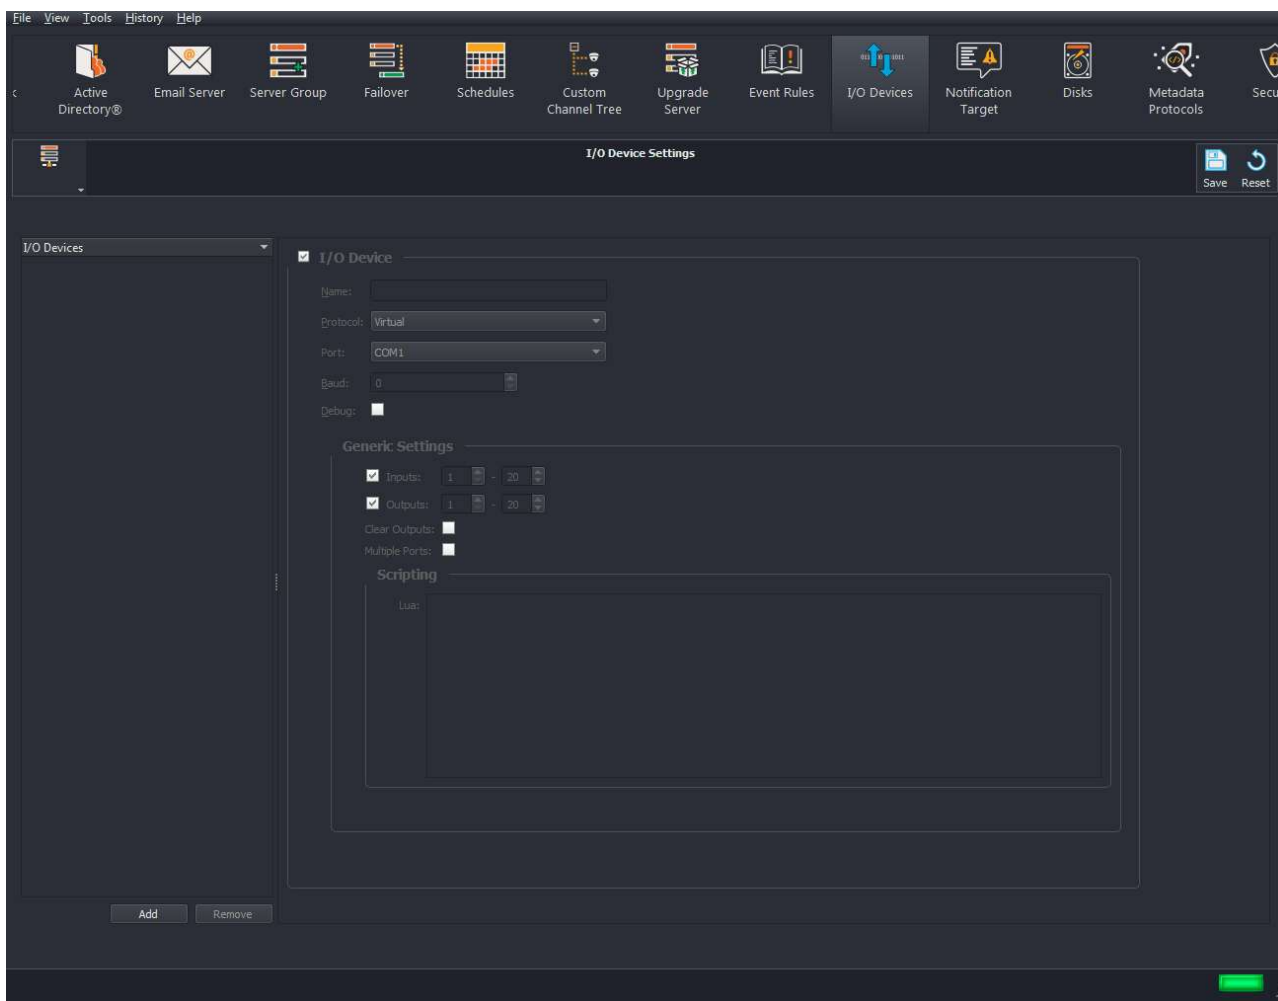 File View Tools History Help
Active Directory®
Email Server
Server Group
Failover
Schedules
Custom Channel Tree
Upgrade Server
Event Rules
I/O Devices
Notification Target
Disks
Metadata Protocols
I/O Device Settings
Save Reset
I/O Devices
I/O Device
Name:
Protocol: Virtual
Port: COM1
Baud: 0
Debug:
Generic Settings
Inputs: 1 - 20
Outputs: 1 - 20
Clear Outputs:
Multiple Ports:
Scripting
Lua:
Add Remove